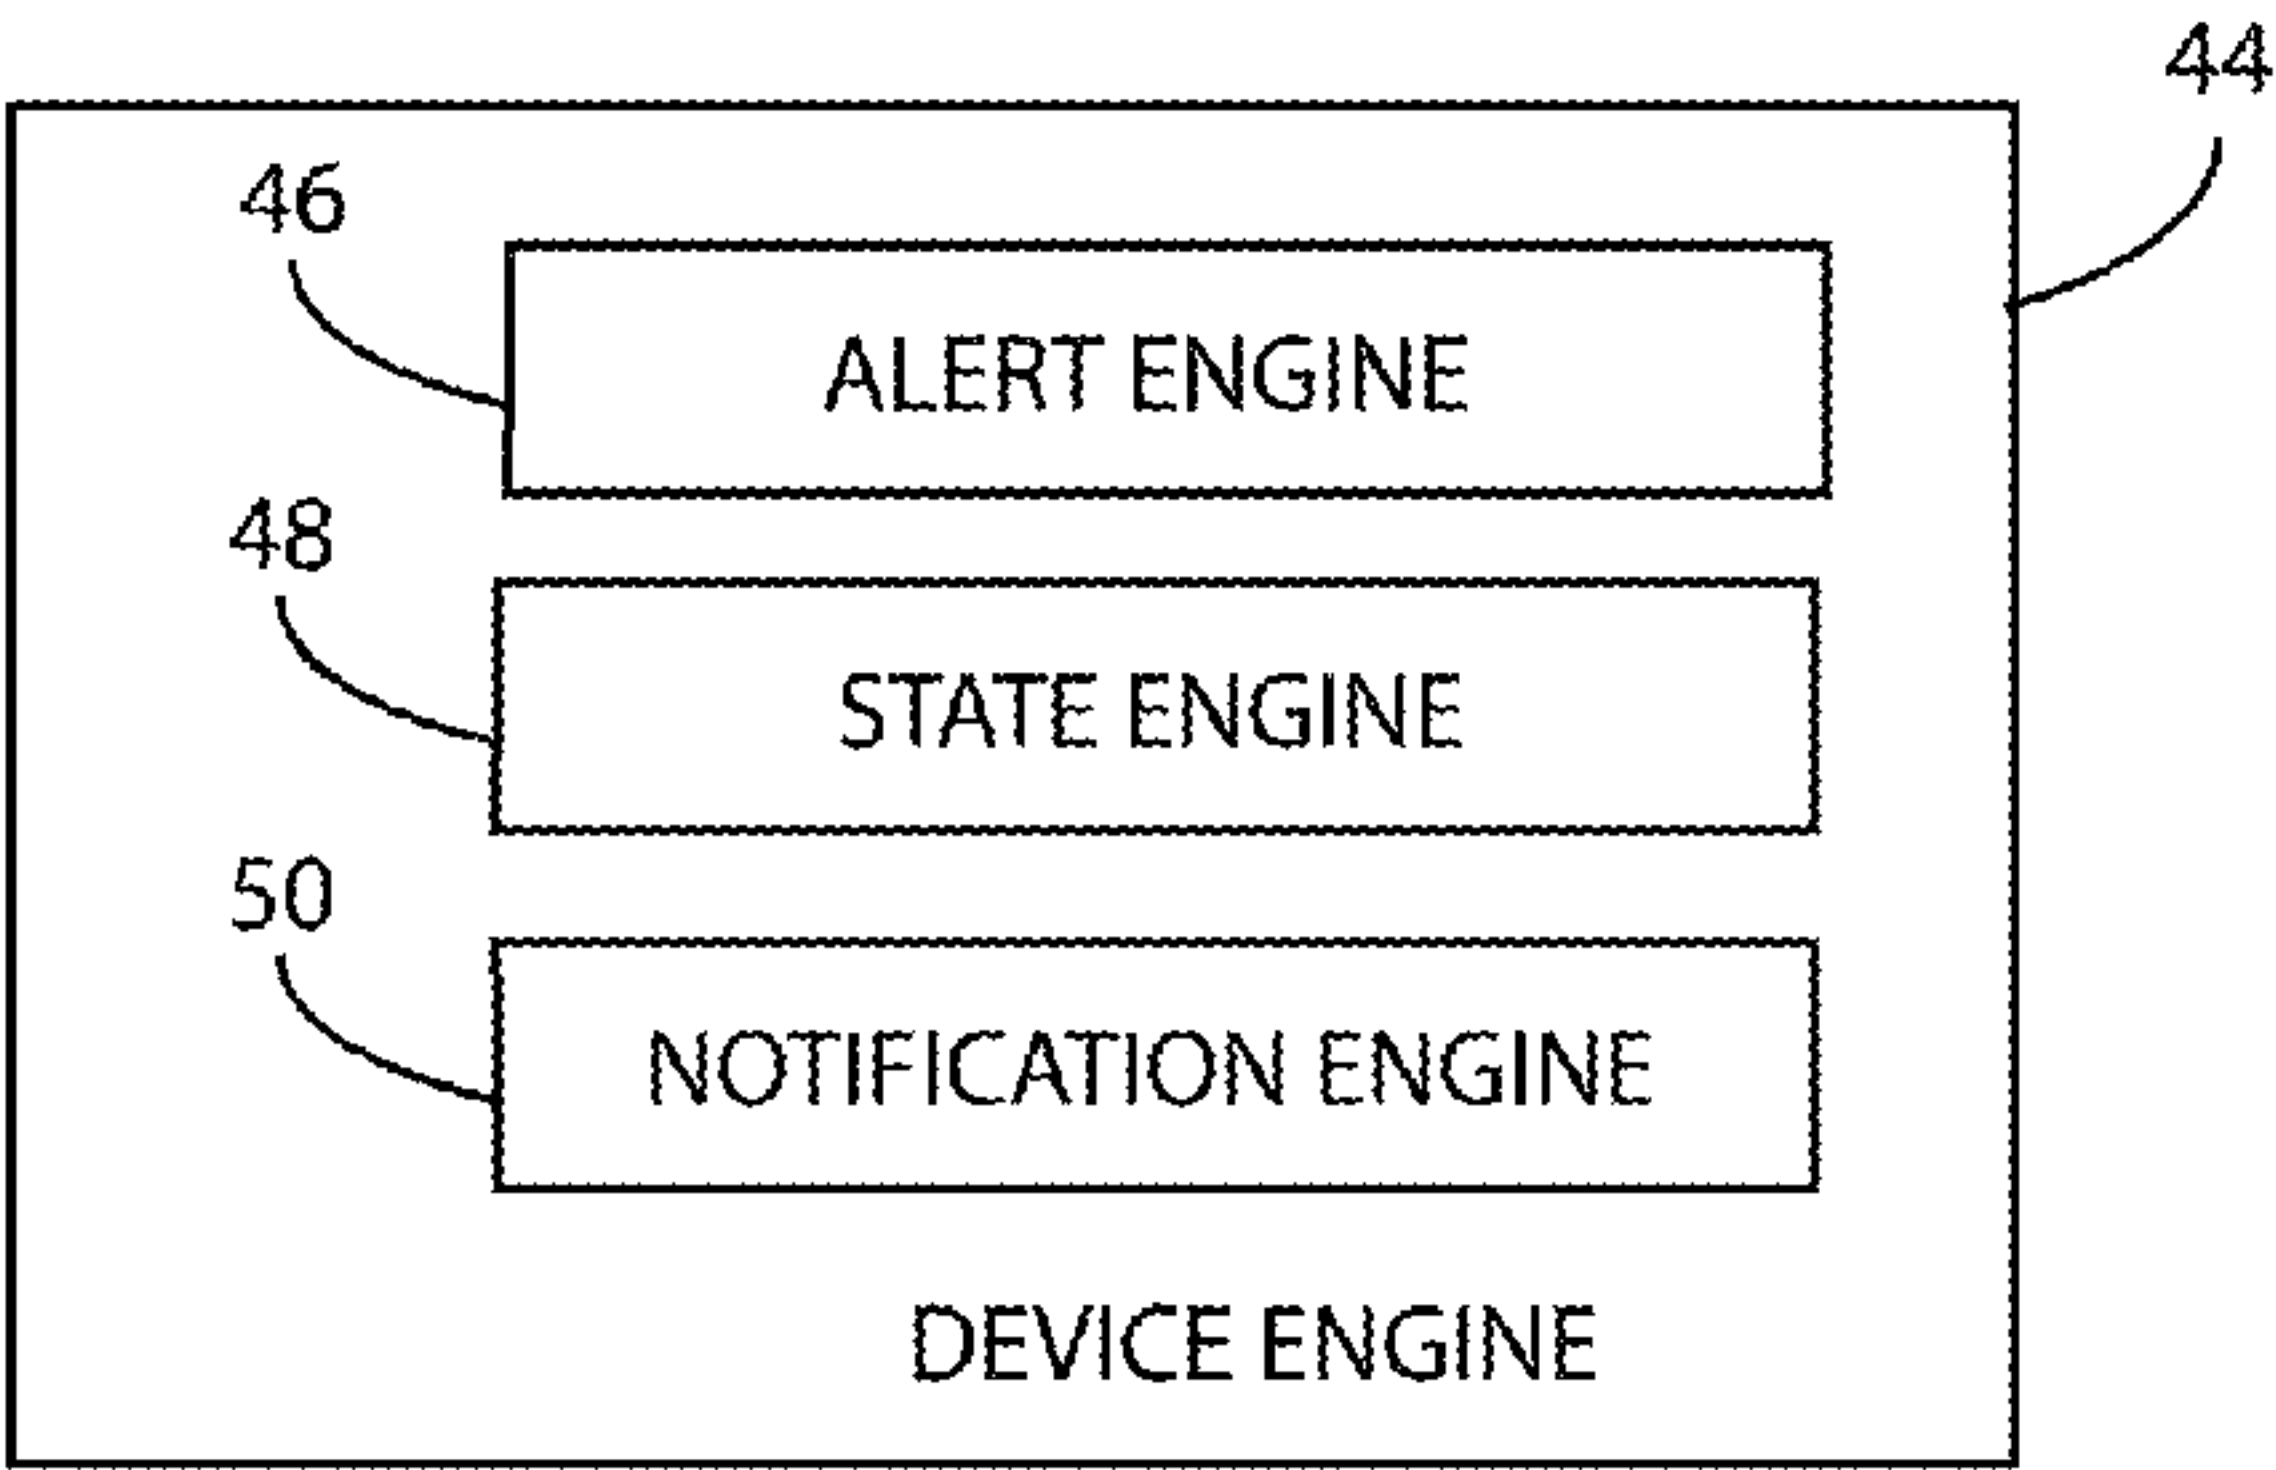 44
46
ALERT ENGINE
48
STATE ENGINE
50
NOTIFICATION ENGINE
DEVICE ENGINE